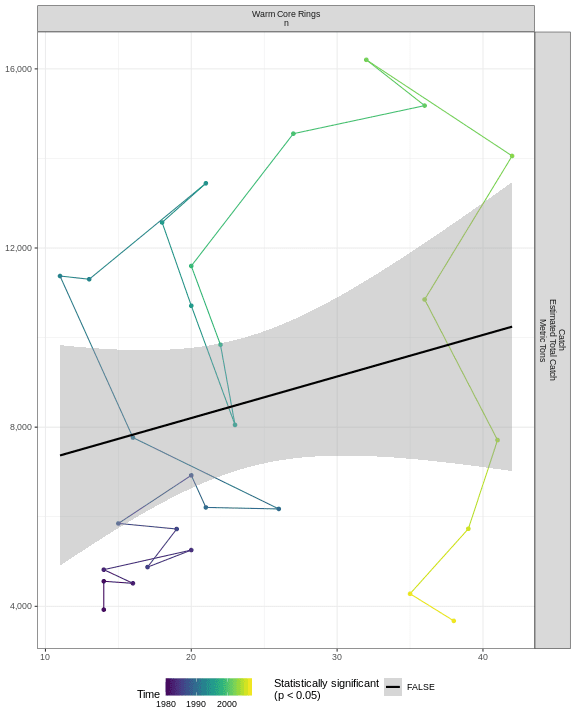 Warm Core Rings
n
16,000
12,000
8,000
4,000
Catch
Estimated Total Catch
Metric Tons
10
20
30
40
Time
1980
1990
2000
Statistically significant
(p < 0.05)
FALSE